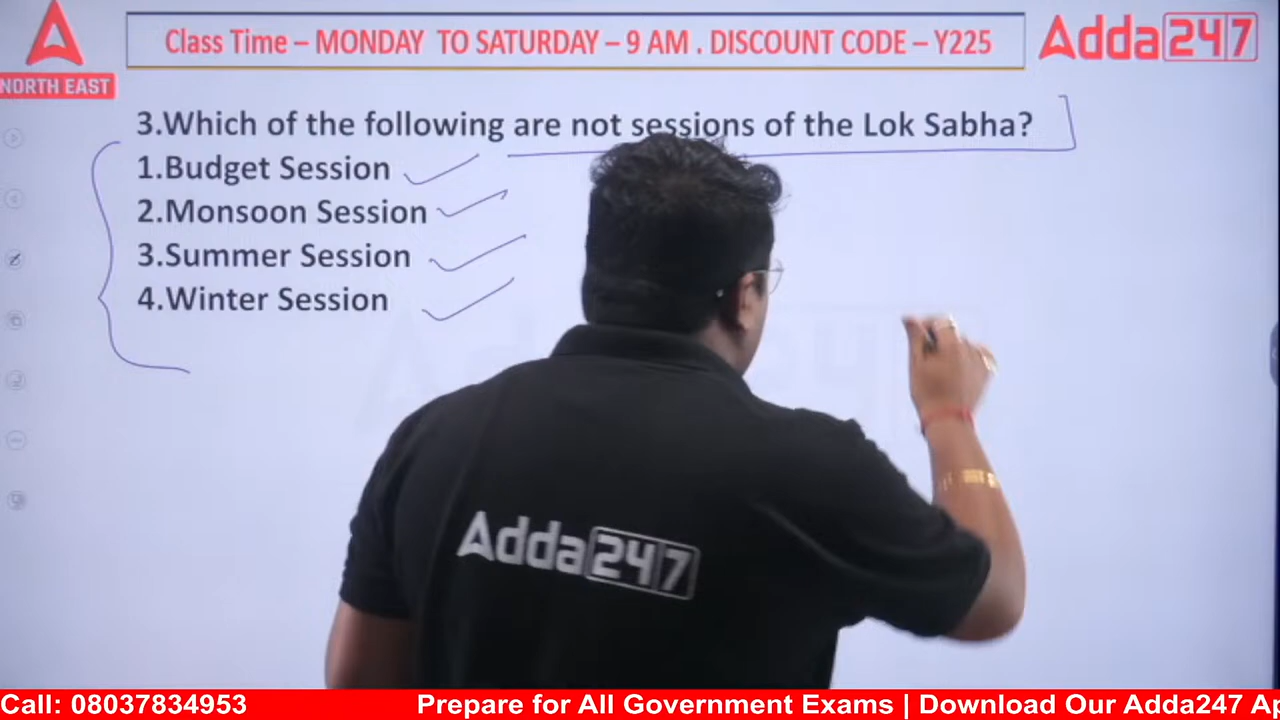 Class Time – MONDAY TO SATURDAY – 9 AM . DISCOUNT CODE – Y225
Adda247
NORTH EAST
3.Which of the following are not sessions of the Lok Sabha?
1.Budget Session
2.Monsoon Session
3.Summer Session
4.Winter Session
Adda247
Call: 08037834953 Prepare for All Government Exams | Download Our Adda247 Ap